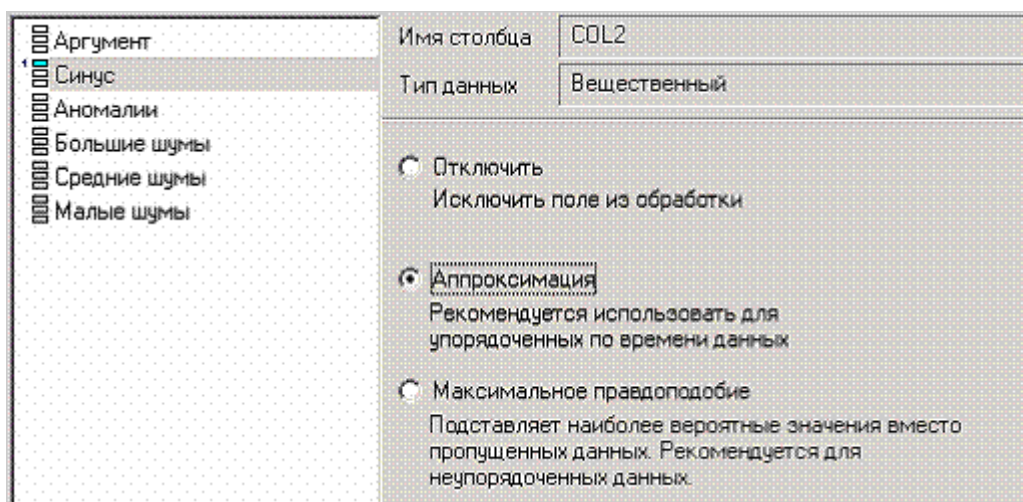 Аргумент
1
Синус
Аномалии
Большие шумы
Средние шумы
Малые шумы
Имя столбца COL2
Тип данных Вещественный
Отключить
Исключить поле из обработки
Аппроксимация
Рекомендуется использовать для
упорядоченных по времени данных
Максимальное правдоподобие
Подставляет наиболее вероятные значения вместо
пропущенных данных. Рекомендуется для
неупорядоченных данных.